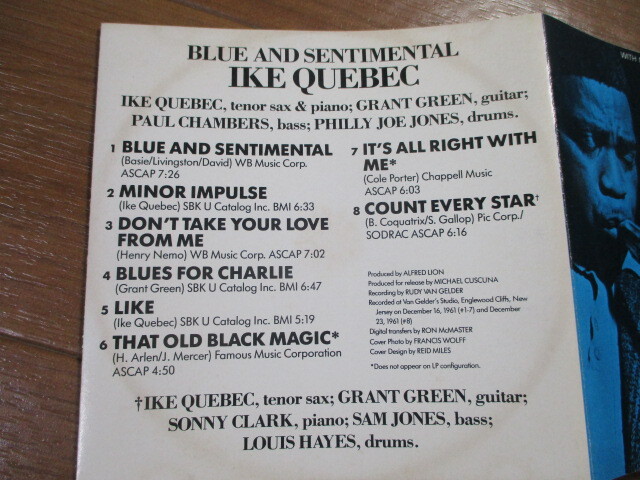 BLUE AND SENTIMENTAL
IKE QUEBEC
IKE QUEBEC, tenor sax & piano; GRANT GREEN, guitar;
PAUL CHAMBERS, bass; PHILLY JOE JONES, drums.
1 BLUE AND SENTIMENTAL
(Basie/Livingston/David) WB Music Corp.
ASCAP 7:26
2 MINOR IMPULSE
(Ike Quebec) SBK U Catalog Inc. BMI 6:33
3 DON'T TAKE YOUR LOVE
FROM ME
(Henry Nemo) WB Music Corp. ASCAP 7:02
4 BLUES FOR CHARLIE
(Grant Green) SBK U Catalog Inc. BMI 6:47
5 LIKE
(Ike Quebec) SBK U Catalog Inc. BMI 5:19
6 THAT OLD BLACK MAGIC*
(H. Arlen/J. Mercer) Famous Music Corporation
ASCAP 4:50
7 IT'S ALL RIGHT WITH
ME*
(Cole Porter) Chappell Music
ASCAP 6:03
8 COUNT EVERY STAR†
(B. Coquatrix/S. Gallop) Pic Corp./
SODRAC ASCAP 6:16
Produced by ALFRED LION
Produced for release by MICHAEL CUSCUNA
Recording by RUDY VAN GELDER
Recorded at Van Gelder's Studio, Englewood Cliffs, New
Jersey on December 16, 1961 (#1-7) and December
23, 1961 (#8)
Digital transfers by RON McMASTER
Cover Photo by FRANCIS WOLFF
Cover Design by REID MILES
*Does not appear on LP configuration.
†IKE QUEBEC, tenor sax; GRANT GREEN, guitar;
SONNY CLARK, piano; SAM JONES, bass;
LOUIS HAYES, drums.
WITH